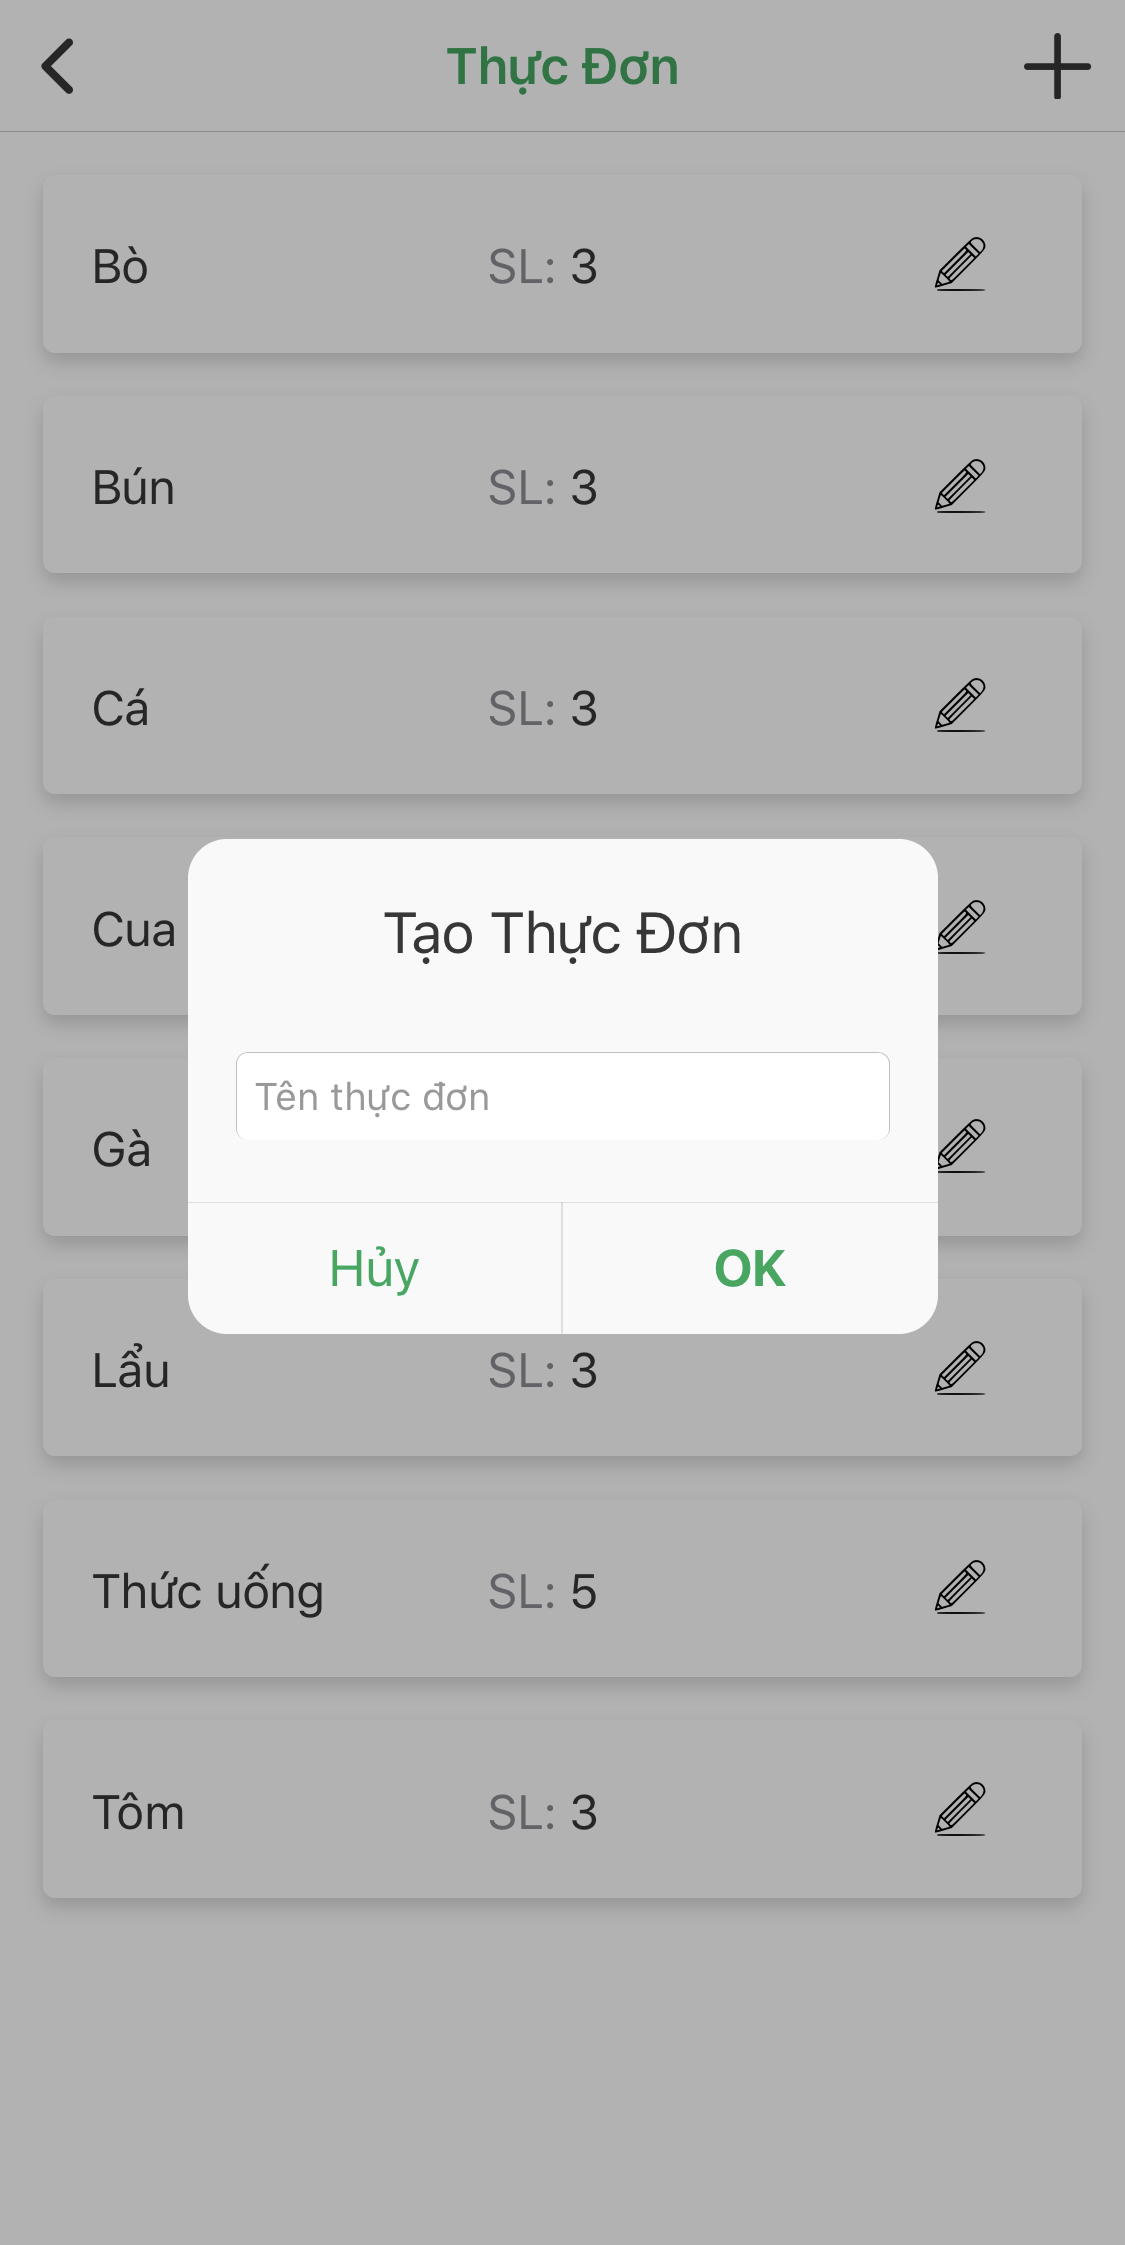 Thực Đơn
Bò SL: 3
Bún SL: 3
Cá SL: 3
Cua
Tạo Thực Đơn
Tên thực đơn
Gà
Hủy OK
Lẩu SL: 3
Thức uống SL: 5
Tôm SL: 3